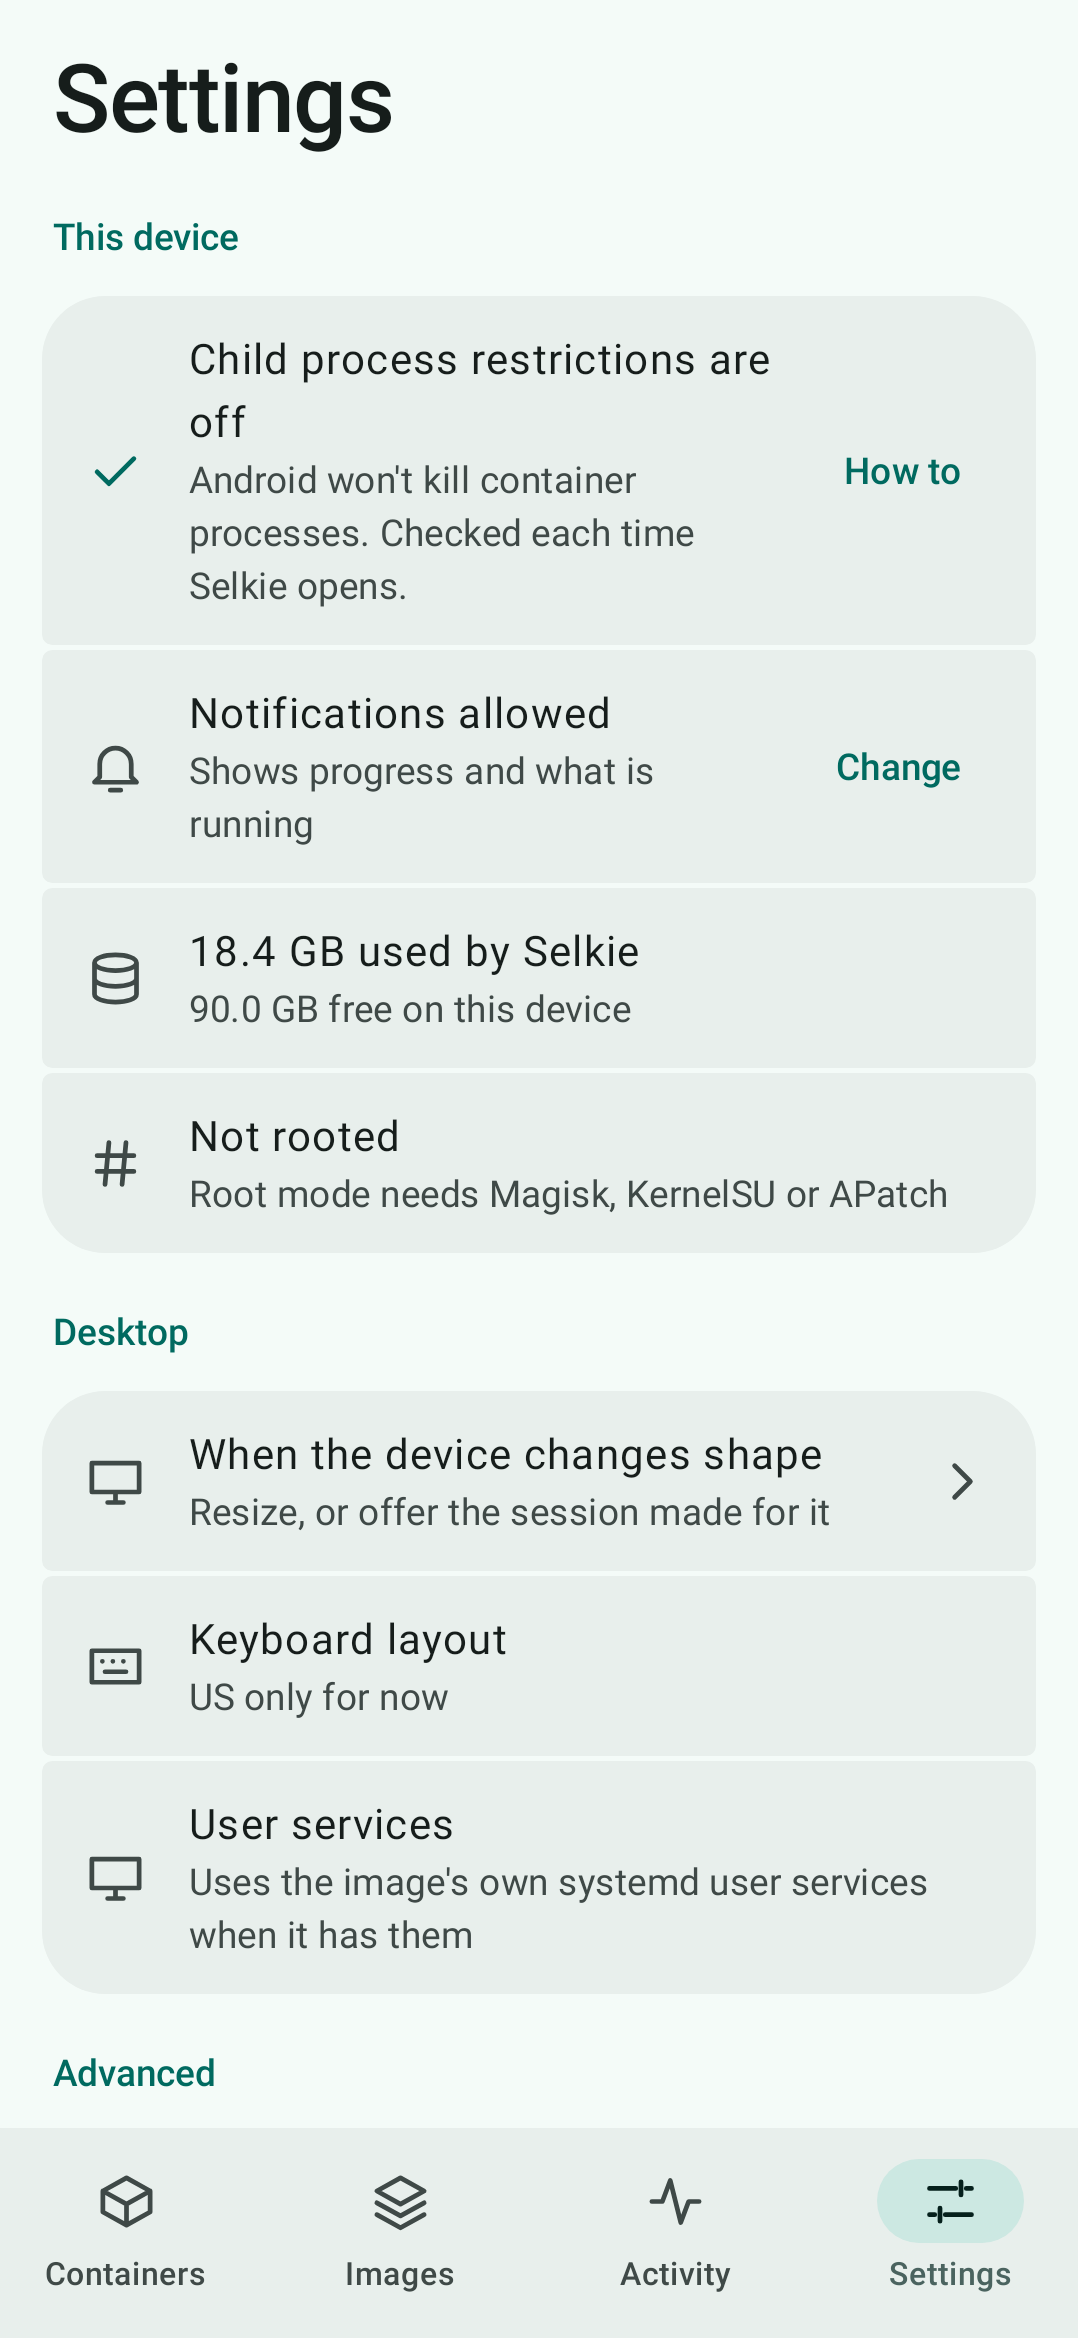 Settings
This device
Child process restrictions are
off
Android won't kill container
processes. Checked each time
Selkie opens.
How to
Notifications allowed
Shows progress and what is
running
Change
18.4 GB used by Selkie
90.0 GB free on this device
Not rooted
Root mode needs Magisk, KernelSU or APatch
Desktop
When the device changes shape
Resize, or offer the session made for it
Keyboard layout
US only for now
User services
Uses the image's own systemd user services
when it has them
Advanced
Containers
Images
Activity
Settings